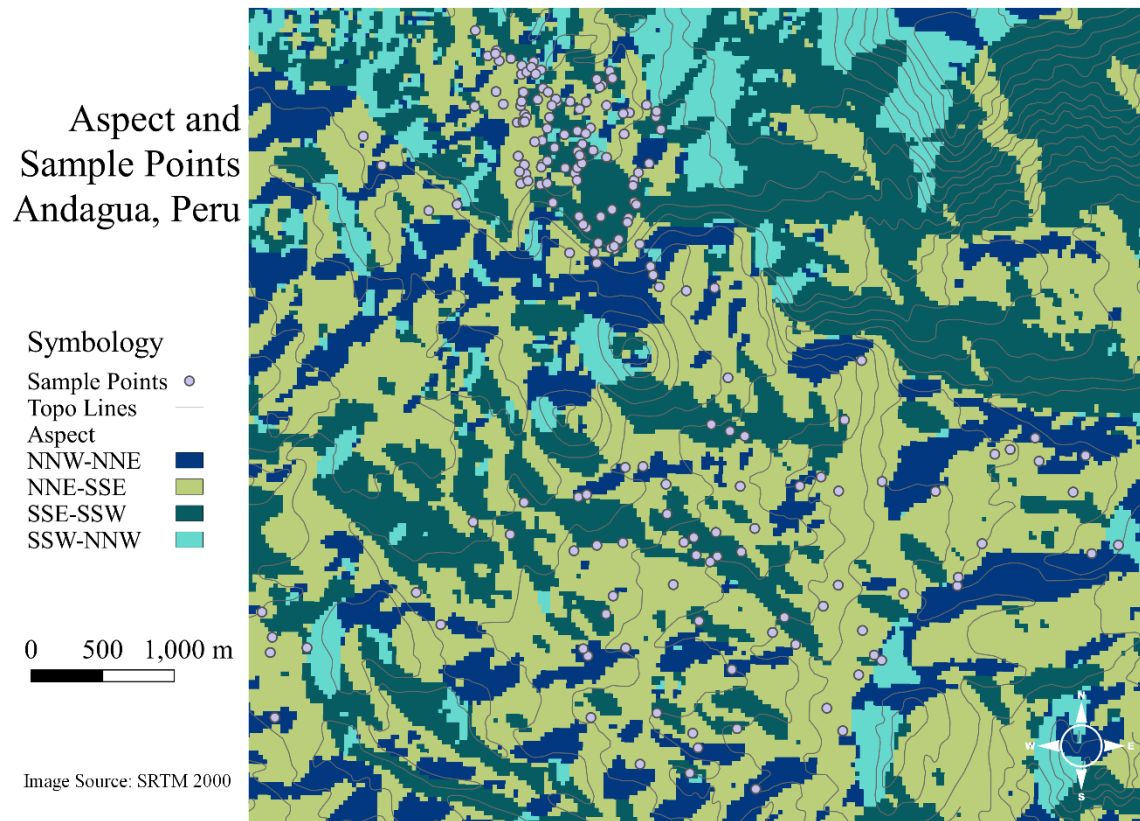 Aspect and
Sample Points
Andagua, Peru
Symbology
Sample Points
Topo Lines
Aspect
NNW-NNE
NNE-SSE
SSE-SSW
SSW-NNW
0 500 1,000 m
Image Source: SRTM 2000
N
W E
S